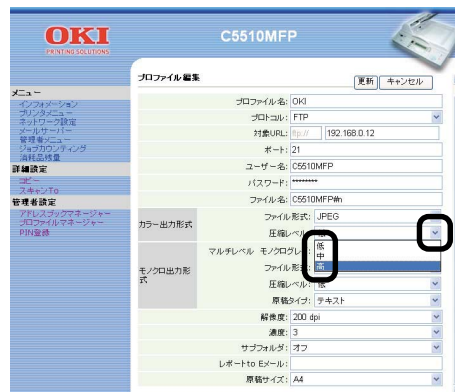 OKI
PRINTING SOLUTIONS
C5510MFP
プロファイル編集
更新 キャンセル
メニュー
インフォメーション
プリンタメニュー
ネットワーク設定
メールサーバー
管理者メニュー
ジョブカウンティング
消耗品残量
詳細設定
コピー
スキャンTo
管理者設定
アドレスブックマネージャー
プロファイルマネージャー
PIN登録
プロファイル名: OKI
プロトコル: FTP
対象URL: ftp:// 192.168.0.12
ポート: 21
ユーザー名: C5510MFP
パスワード: ********
ファイル名: C5510MFP#n
カラー出力形式
ファイル形式: JPEG
圧縮レベル:
低
中
高
モノクロ出力形式
マルチレベル モノクログレー
ファイル形式:
圧縮レベル: 低
原稿タイプ: テキスト
解像度: 200 dpi
濃度: 3
サブフォルダ: オフ
レポートto Eメール:
原稿サイズ: A4